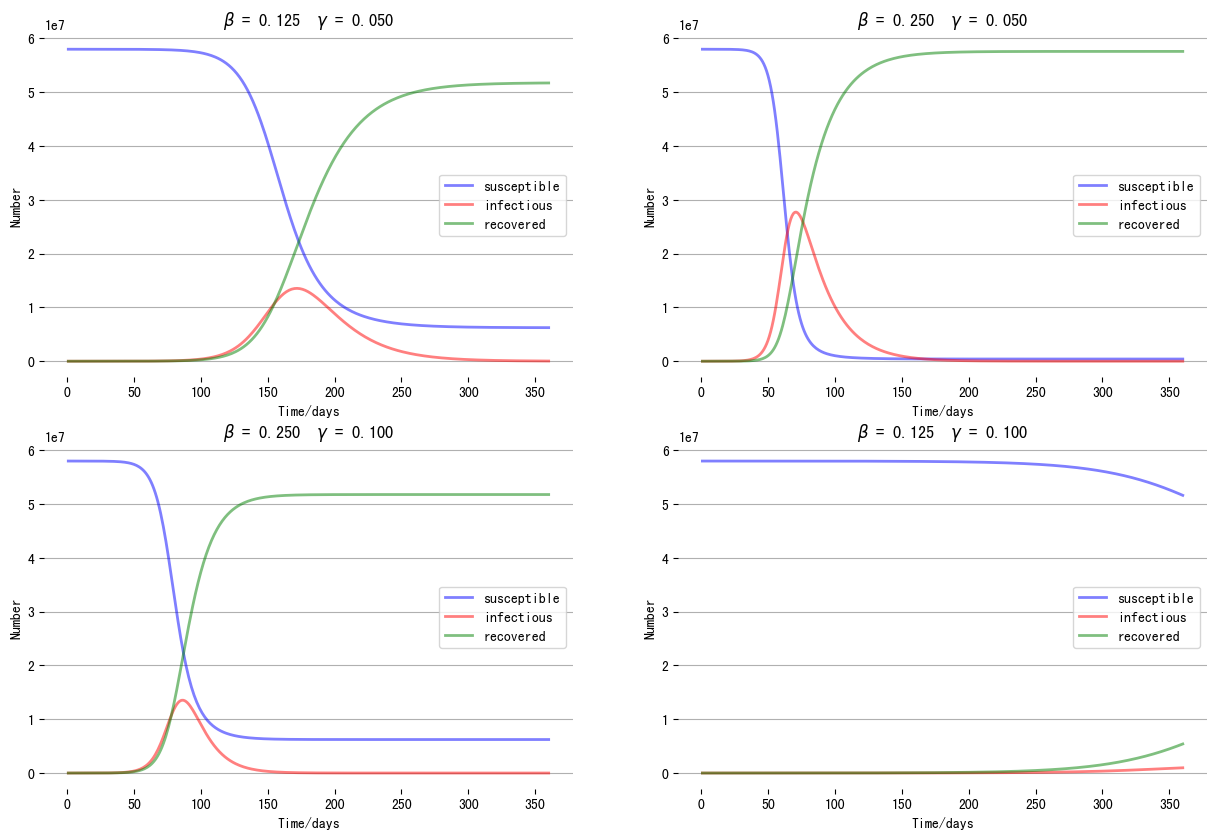 β = 0.125 γ = 0.050
1e7
6
5
4
3
2
1
0
Number
susceptible
infectious
recovered
0 50 100 150 200 250 300 350
Time/days
β = 0.250 γ = 0.050
1e7
6
5
4
3
2
1
0
Number
susceptible
infectious
recovered
0 50 100 150 200 250 300 350
Time/days
β = 0.250 γ = 0.100
1e7
6
5
4
3
2
1
0
Number
susceptible
infectious
recovered
0 50 100 150 200 250 300 350
Time/days
β = 0.125 γ = 0.100
1e7
6
5
4
3
2
1
0
Number
susceptible
infectious
recovered
0 50 100 150 200 250 300 350
Time/days